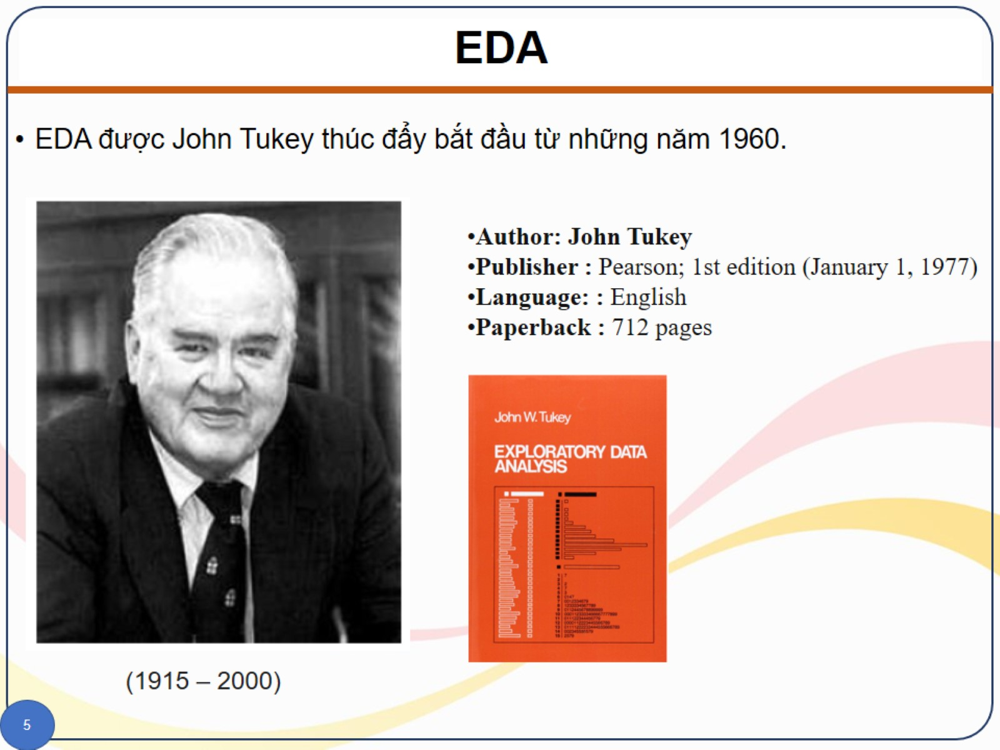 EDA
• EDA được John Tukey thúc đẩy bắt đầu từ những năm 1960.
•Author: John Tukey
•Publisher : Pearson; 1st edition (January 1, 1977)
•Language: : English
•Paperback : 712 pages
John W. Tukey
EXPLORATORY DATA
ANALYSIS
(1915 – 2000)
5